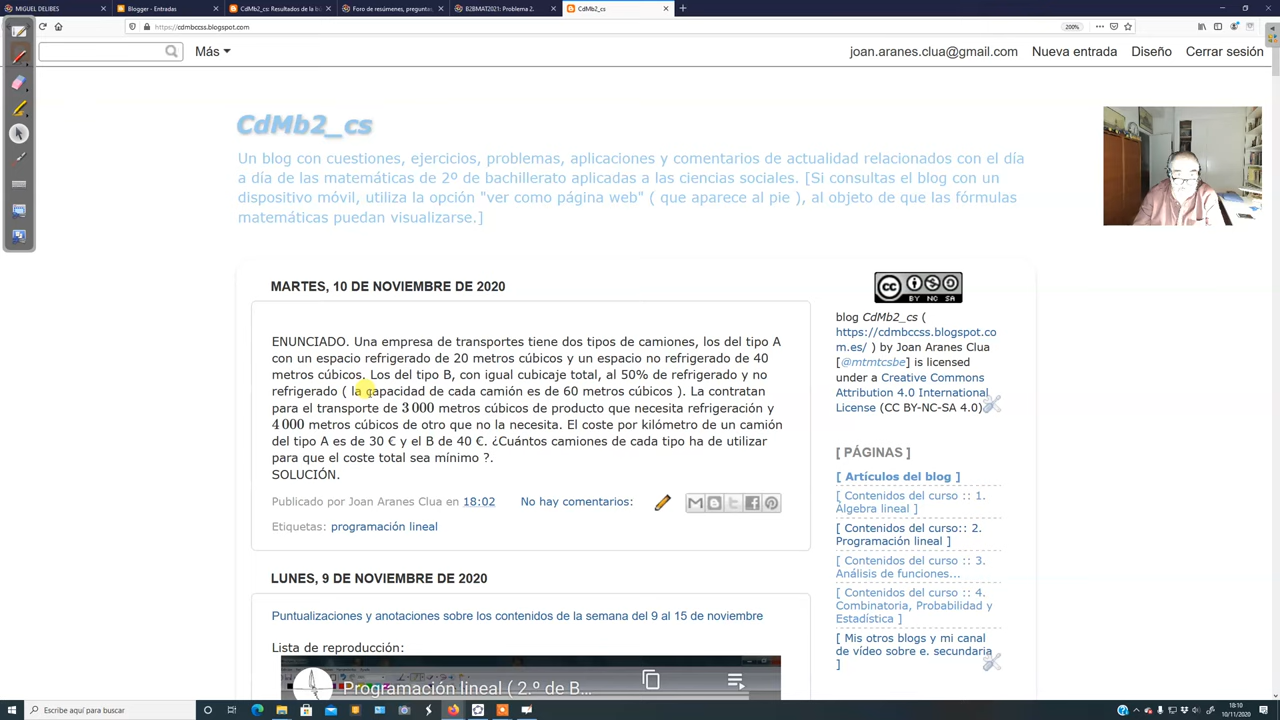 MIGUEL DELIBES
Blogger - Entradas
CdMb2_cs: Resultados de la bú
Foro de resúmenes, preguntas
B2BMAT2021: Problema 2.
CdMb2_cs
https://cdmbccss.blogspot.com
200%
Más
joan.aranes.clua@gmail.com Nueva entrada Diseño Cerrar sesión
CdMb2_cs
Un blog con cuestiones, ejercicios, problemas, aplicaciones y comentarios de actualidad relacionados con el día
a día de las matemáticas de 2º de bachillerato aplicadas a las ciencias sociales. [Si consultas el blog con un
dispositivo móvil, utiliza la opción "ver como página web" ( que aparece al pie ), al objeto de que las fórmulas
matemáticas puedan visualizarse.]
MARTES, 10 DE NOVIEMBRE DE 2020
ENUNCIADO. Una empresa de transportes tiene dos tipos de camiones, los del tipo A
con un espacio refrigerado de 20 metros cúbicos y un espacio no refrigerado de 40
metros cúbicos. Los del tipo B, con igual cubicaje total, al 50% de refrigerado y no
refrigerado ( la capacidad de cada camión es de 60 metros cúbicos ). La contratan
para el transporte de 3 000 metros cúbicos de producto que necesita refrigeración y
4 000 metros cúbicos de otro que no la necesita. El coste por kilómetro de un camión
del tipo A es de 30 € y el B de 40 €. ¿Cuántos camiones de cada tipo ha de utilizar
para que el coste total sea mínimo ?.
SOLUCIÓN.
Publicado por Joan Aranes Clua en 18:02 No hay comentarios:
Etiquetas: programación lineal
LUNES, 9 DE NOVIEMBRE DE 2020
Puntualizaciones y anotaciones sobre los contenidos de la semana del 9 al 15 de noviembre
Lista de reproducción:
Programación lineal ( 2.º de B...
CC BY NC SA
blog CdMb2_cs (
https://cdmbccss.blogspot.co
m.es/ ) by Joan Aranes Clua
[@mtmtcsbe] is licensed
under a Creative Commons
Attribution 4.0 International
License (CC BY-NC-SA 4.0)
[ PÁGINAS ]
[ Artículos del blog ]
[ Contenidos del curso :: 1.
Álgebra lineal ]
[ Contenidos del curso:: 2.
Programación lineal ]
[ Contenidos del curso :: 3.
Análisis de funciones...
[ Contenidos del curso :: 4.
Combinatoria, Probabilidad y
Estadística ]
[ Mis otros blogs y mi canal
de vídeo sobre e. secundaria
]
Escribe aquí para buscar
18:10
10/11/2020